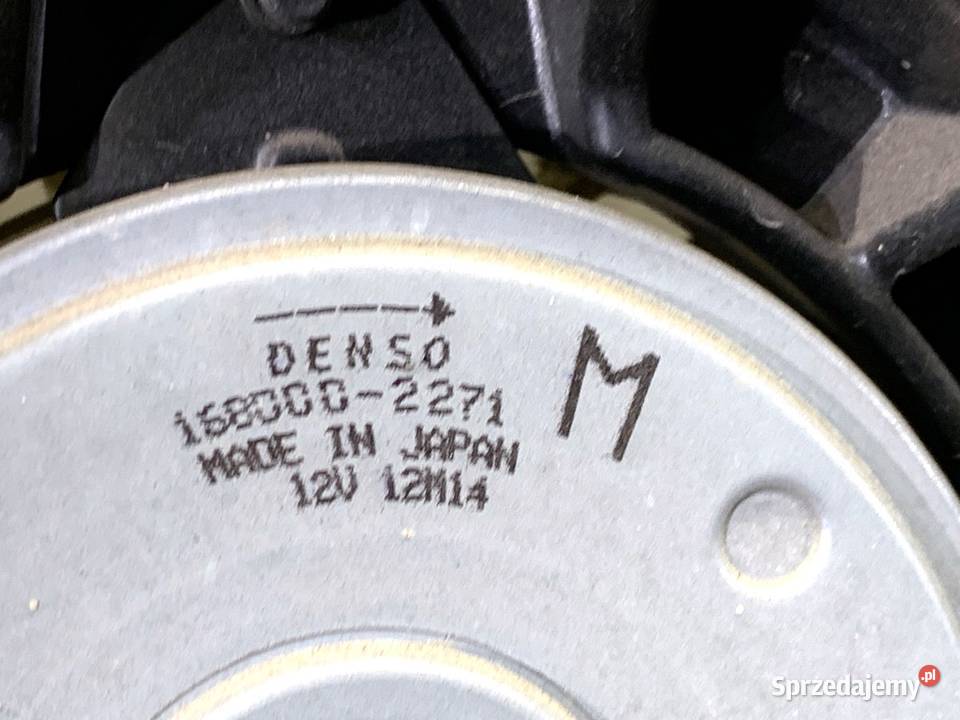 DENSO
M
168000-2271
MADE IN JAPAN
12V 12M14
Sprzedajemy.pl